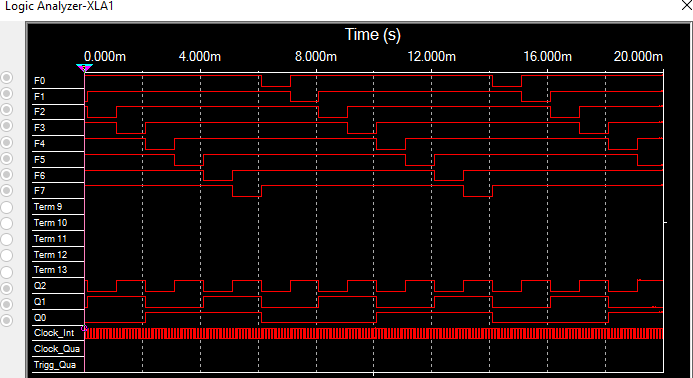 Logic Analyzer-XLA1
Time (s)
0.000m 4.000m 8.000m 12.000m 16.000m 20.000m
F0
F1
F2
F3
F4
F5
F6
F7
Term 9
Term 10
Term 11
Term 12
Term 13
Q2
Q1
Q0
Clock_Int
Clock_Qua
Trigg_Qua